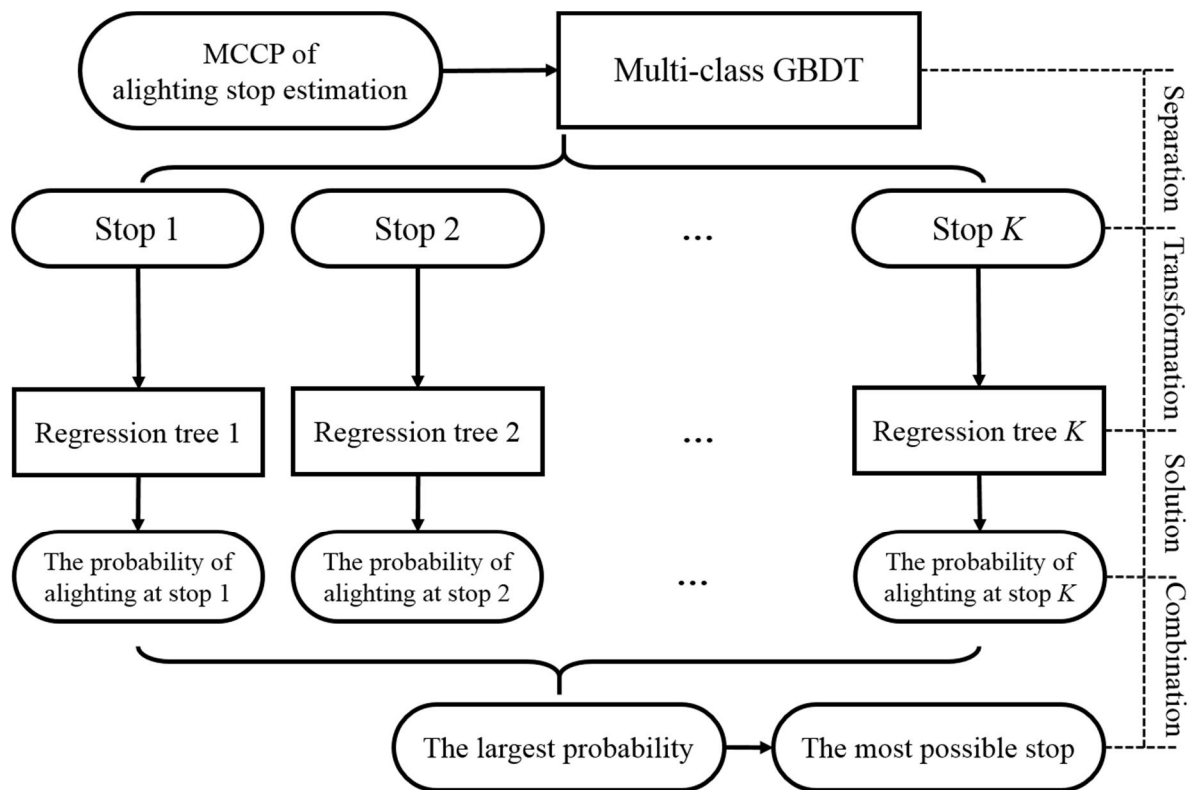 MCCP of
alighting stop estimation
Multi-class GBDT
Separation
Stop 1
Stop 2
...
Stop K
Transformation
Regression tree 1
Regression tree 2
...
Regression tree K
Solution
The probability of
alighting at stop 1
The probability of
alighting at stop 2
...
The probability of
alighting at stop K
Combination
The largest probability
The most possible stop